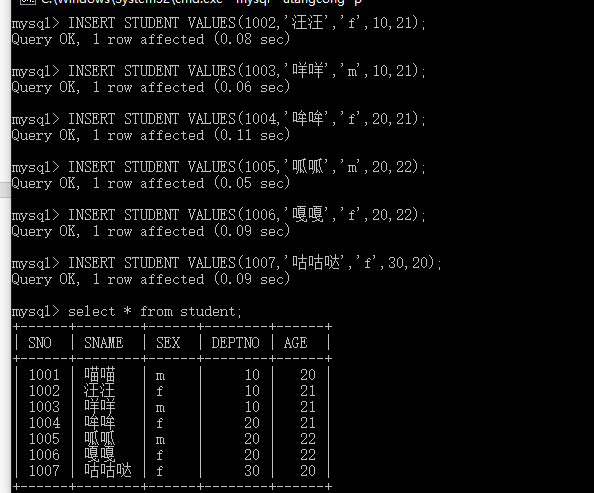 mysql> INSERT STUDENT VALUES(1002,'汪汪','f',10,21);
Query OK, 1 row affected (0.08 sec)
mysql> INSERT STUDENT VALUES(1003,'咩咩','m',10,21);
Query OK, 1 row affected (0.06 sec)
mysql> INSERT STUDENT VALUES(1004,'哞哞','f',20,21);
Query OK, 1 row affected (0.11 sec)
mysql> INSERT STUDENT VALUES(1005,'呱呱','m',20,22);
Query OK, 1 row affected (0.05 sec)
mysql> INSERT STUDENT VALUES(1006,'嘎嘎','f',20,22);
Query OK, 1 row affected (0.09 sec)
mysql> INSERT STUDENT VALUES(1007,'咕咕哒','f',30,20);
Query OK, 1 row affected (0.09 sec)
mysql> select * from student;
+------+--------+------+--------+------+
| SNO | SNAME | SEX | DEPTNO | AGE |
+------+--------+------+--------+------+
| 1001 | 喵喵 | m | 10 | 20 |
| 1002 | 汪汪 | f | 10 | 21 |
| 1003 | 咩咩 | m | 10 | 21 |
| 1004 | 哞哞 | f | 20 | 21 |
| 1005 | 呱呱 | m | 20 | 22 |
| 1006 | 嘎嘎 | f | 20 | 22 |
| 1007 | 咕咕哒 | f | 30 | 20 |
+------+--------+------+--------+------+